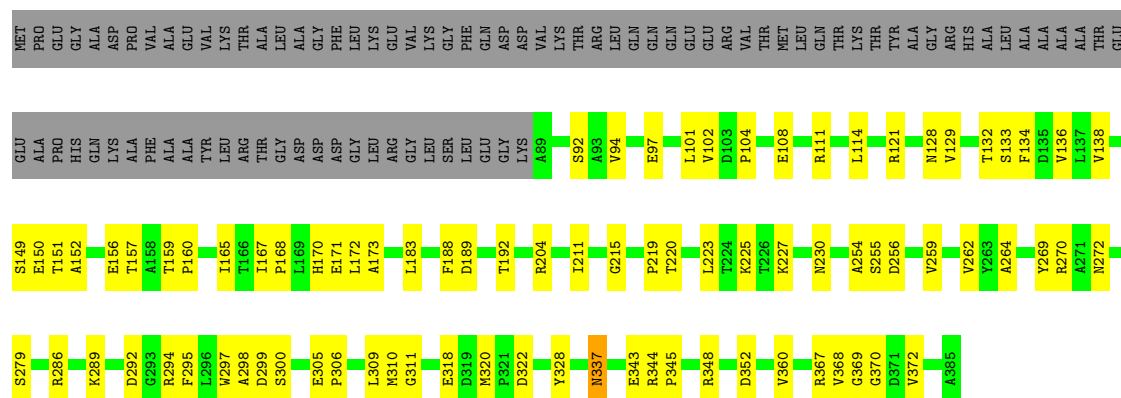 MET PRO GLU GLY ALA ASP PRO VAL ALA GLU VAL LYS THR ALA LEU ALA GLY PHE LEU LYS GLU VAL LYS GLY PHE GLN ASP ASP VAL LYS THR ARG LEU GLN GLN GLU GLU ARG VAL THR MET LEU GLN THR LYS THR TYR ALA GLY ARG HIS ALA LEU ALA ALA ALA ALA THR GLU
GLU ALA PRO HIS GLN LYS ALA PHE ALA ALA TYR LEU ARG THR GLY ASP ASP ASP GLY LEU ARG GLY LEU SER LEU GLU GLY LYS A89 S92 A93 V94 E97 L101 V102 D103 P104 E108 R111 L114 R121 N128 V129 T132 S133 F134 D135 V136 L137 V138
S149 E150 T151 A152 E156 T157 A158 T159 P160 I165 T166 I167 P168 L169 H170 E171 L172 A173 L183 F188 D189 T192 R204 I211 G215 P219 T220 L223 T224 K225 T226 K227 N230 A254 S255 D256 V259 V262 Y263 A264 Y269 R270 A271 N272
S279 R286 K289 D292 G293 R294 F295 L296 W297 A298 D299 S300 E305 P306 L309 M310 G311 E318 D319 M320 P321 D322 Y328 N337 E343 R344 P345 R348 D352 V360 R367 V368 G369 G370 D371 V372 A385